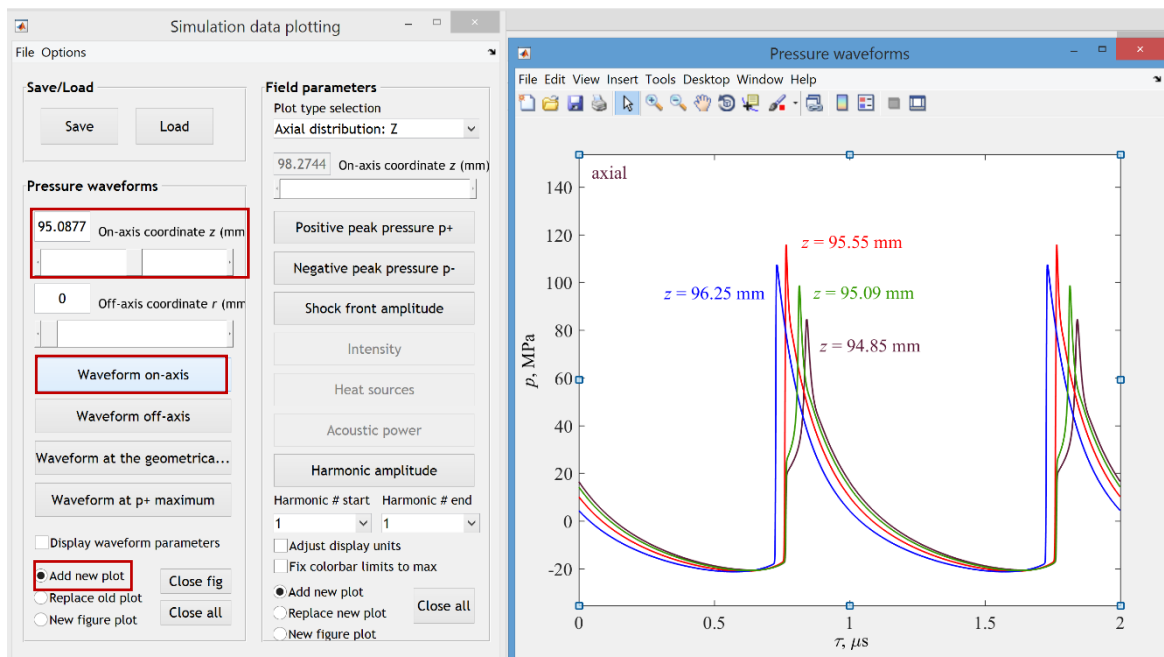 Simulation data plotting
File Options
Save/Load
Save Load
Pressure waveforms
95.0877 On-axis coordinate z (mm
0 Off-axis coordinate r (mm
Waveform on-axis
Waveform off-axis
Waveform at the geometrica...
Waveform at p+ maximum
Display waveform parameters
Add new plot
Replace old plot
New figure plot
Close fig
Close all
Field parameters
Plot type selection
Axial distribution: Z
98.2744 On-axis coordinate z (mm)
Positive peak pressure p+
Negative peak pressure p-
Shock front amplitude
Intensity
Heat sources
Acoustic power
Harmonic amplitude
Harmonic # start Harmonic # end
1 1
Adjust display units
Fix colorbar limits to max
Add new plot
Replace new plot
New figure plot
Close all
Pressure waveforms
File Edit View Insert Tools Desktop Window Help
axial
z = 95.55 mm
z = 96.25 mm
z = 95.09 mm
z = 94.85 mm
p, MPa
140
120
100
80
60
40
20
0
-20
0 0.5 1 1.5 2
τ, μs